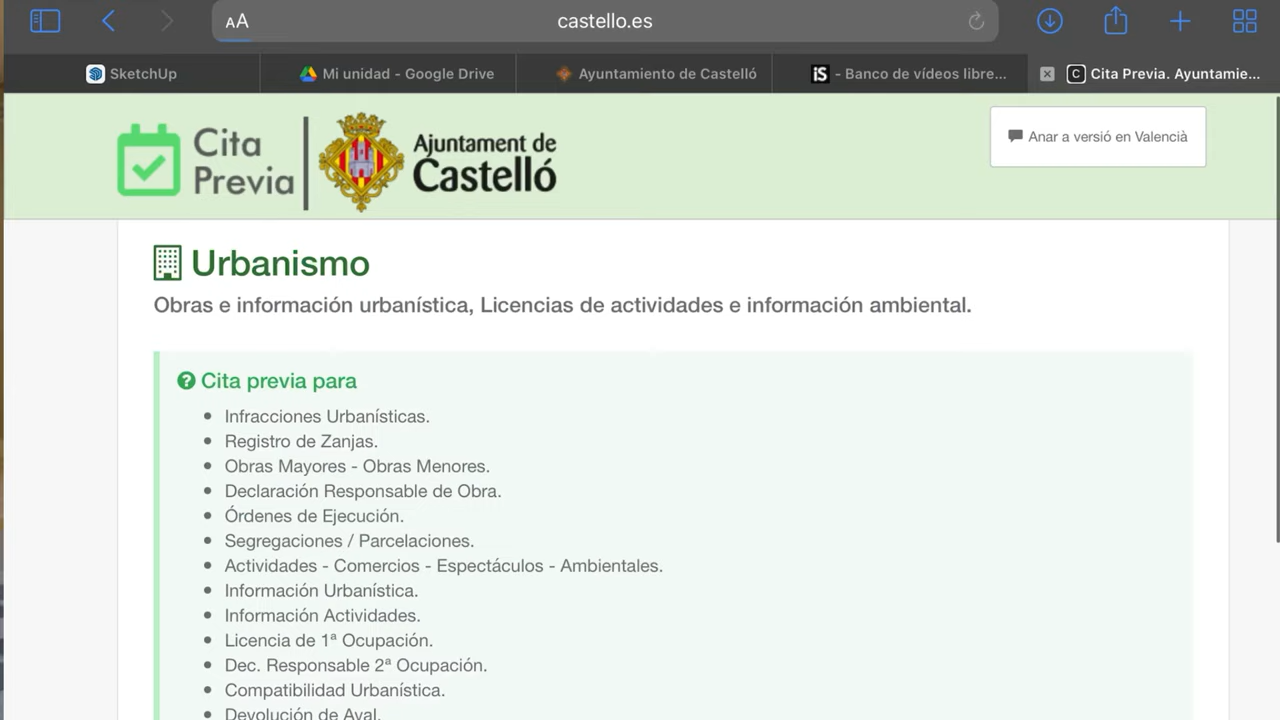 AA
castello.es
SketchUp
Mi unidad - Google Drive
Ayuntamiento de Castelló
iS
- Banco de vídeos libre...
C
Cita Previa. Ayuntamie...
Cita
Previa
Ajuntament de
Castelló
Anar a versió en Valencià
Urbanismo
Obras e información urbanística, Licencias de actividades e información ambiental.
Cita previa para
Infracciones Urbanísticas.
Registro de Zanjas.
Obras Mayores - Obras Menores.
Declaración Responsable de Obra.
Órdenes de Ejecución.
Segregaciones / Parcelaciones.
Actividades - Comercios - Espectáculos - Ambientales.
Información Urbanística.
Información Actividades.
Licencia de 1ª Ocupación.
Dec. Responsable 2ª Ocupación.
Compatibilidad Urbanística.
Devolución de Aval.